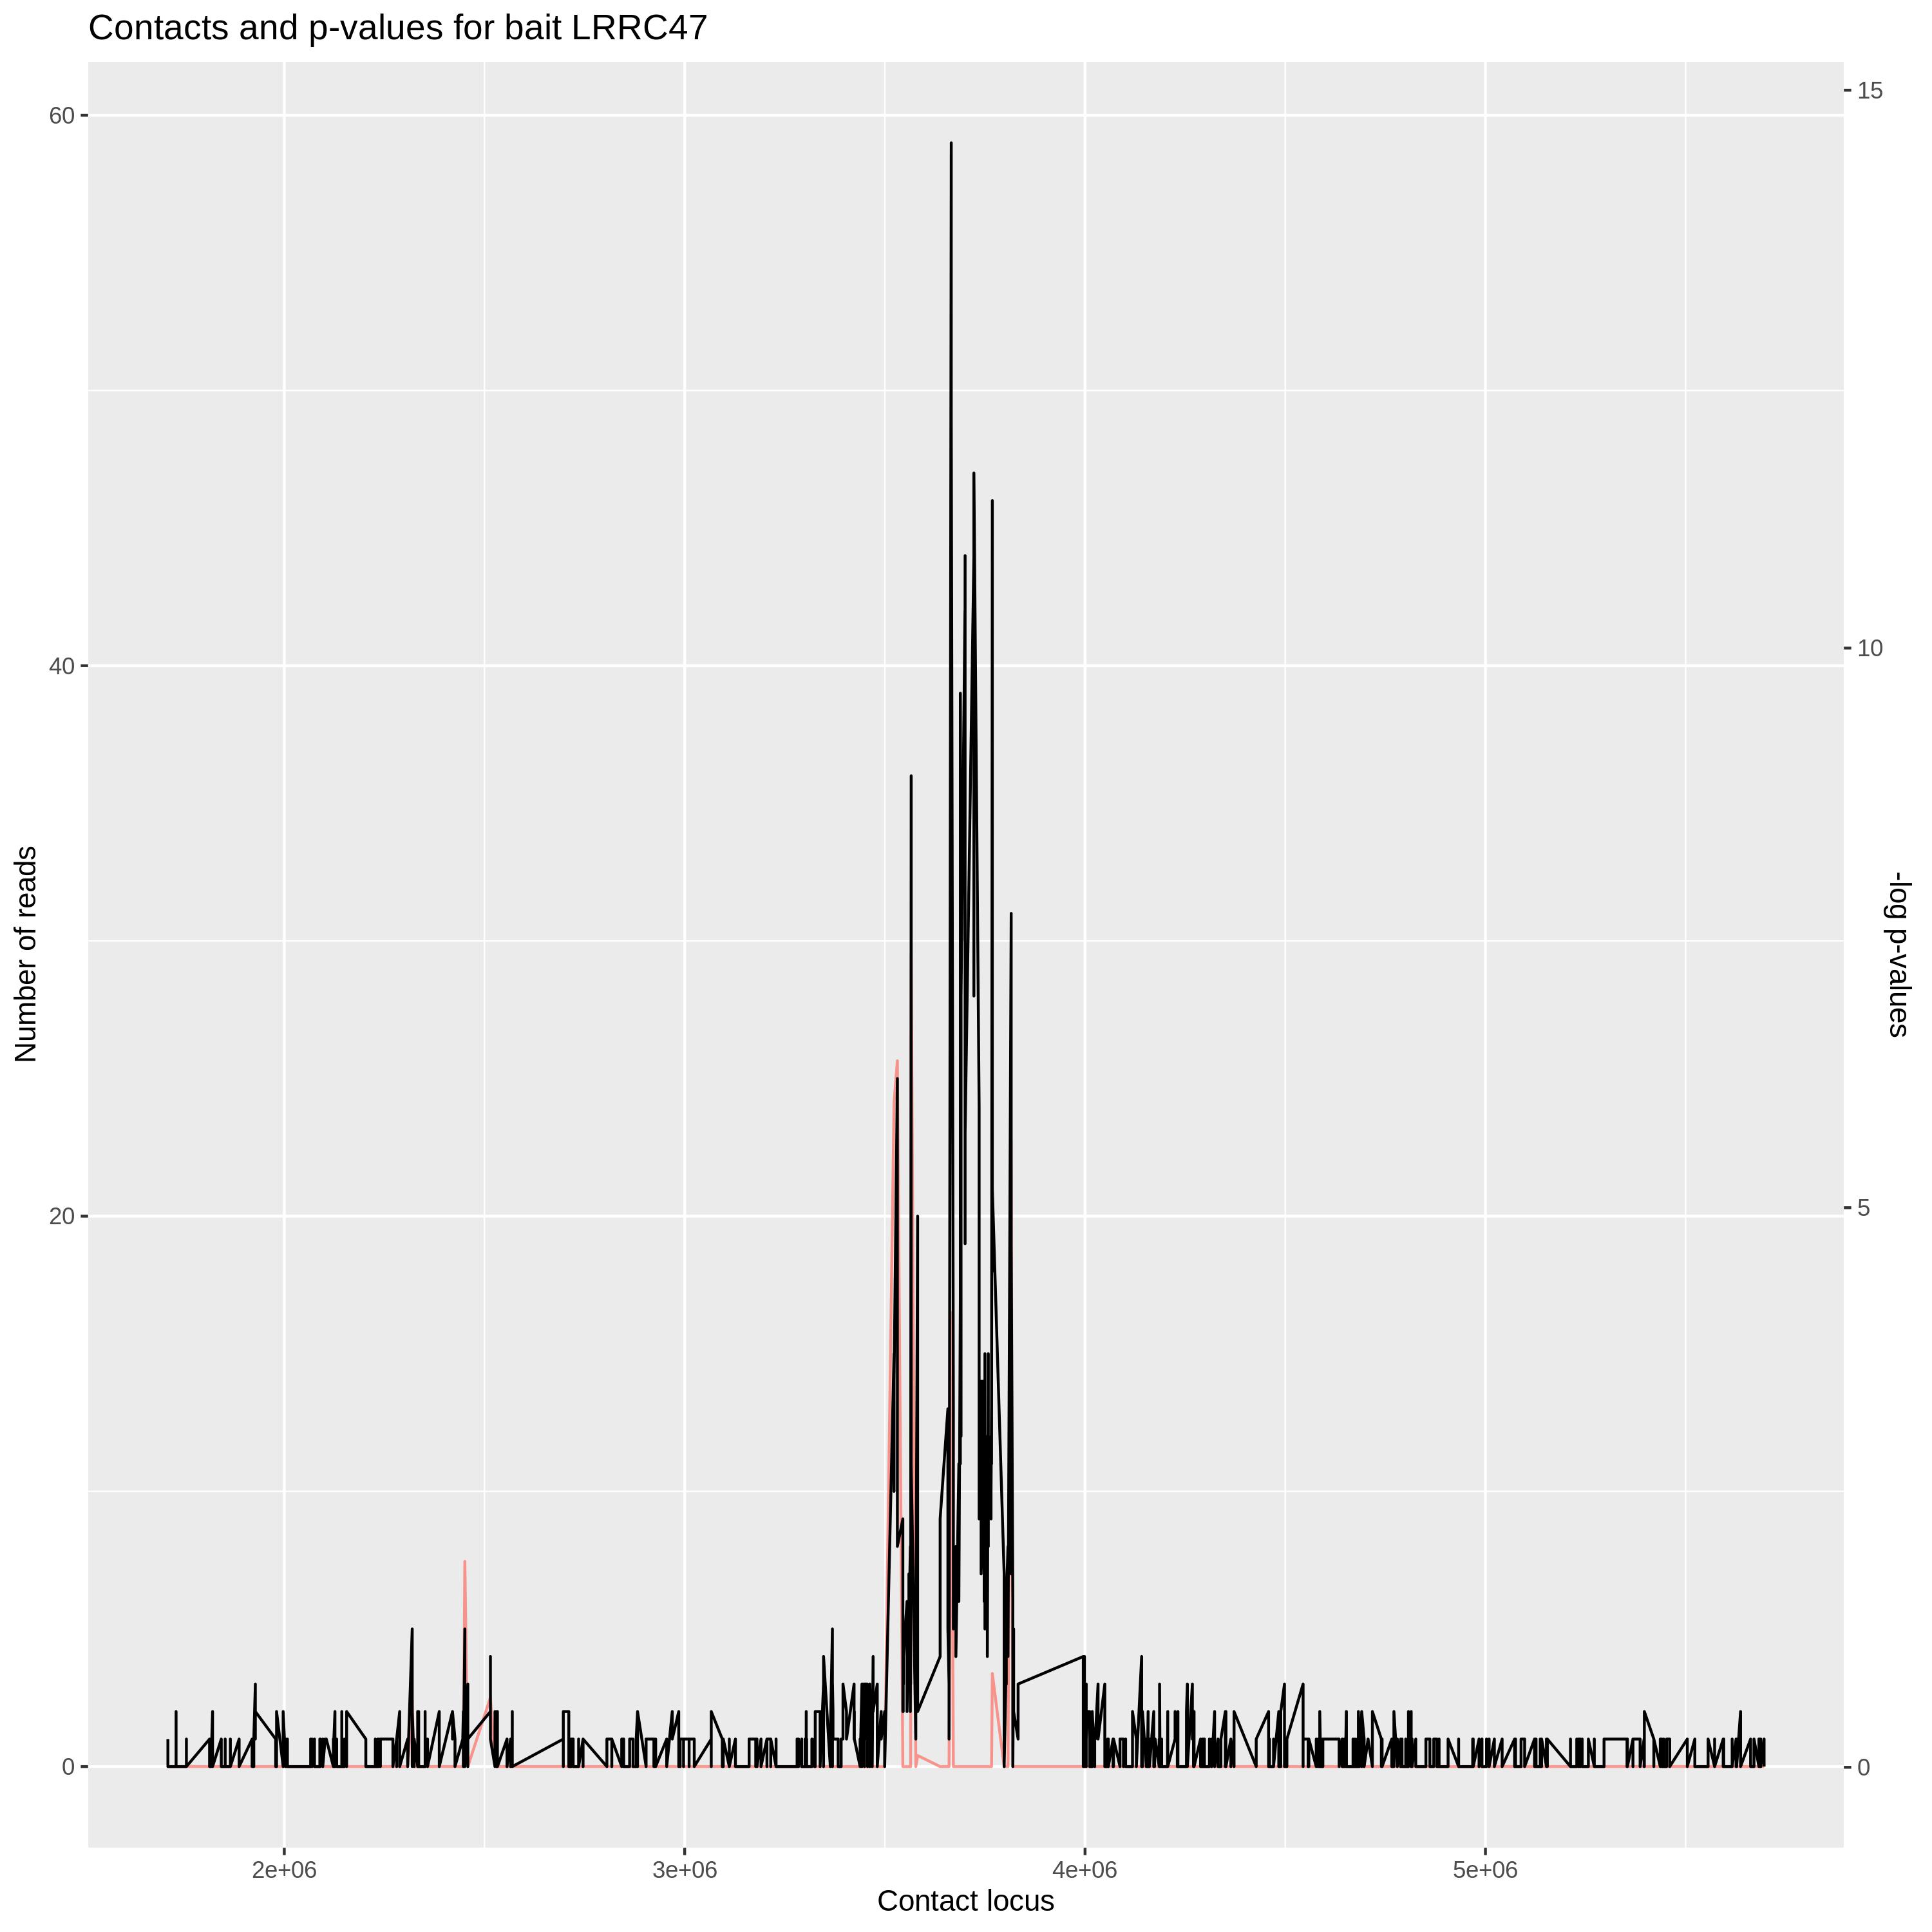 Contacts and p-values for bait LRRC47
60
40
20
0
15
10
5
0
Number of reads
-log p-values
2e+06
3e+06
4e+06
5e+06
Contact locus